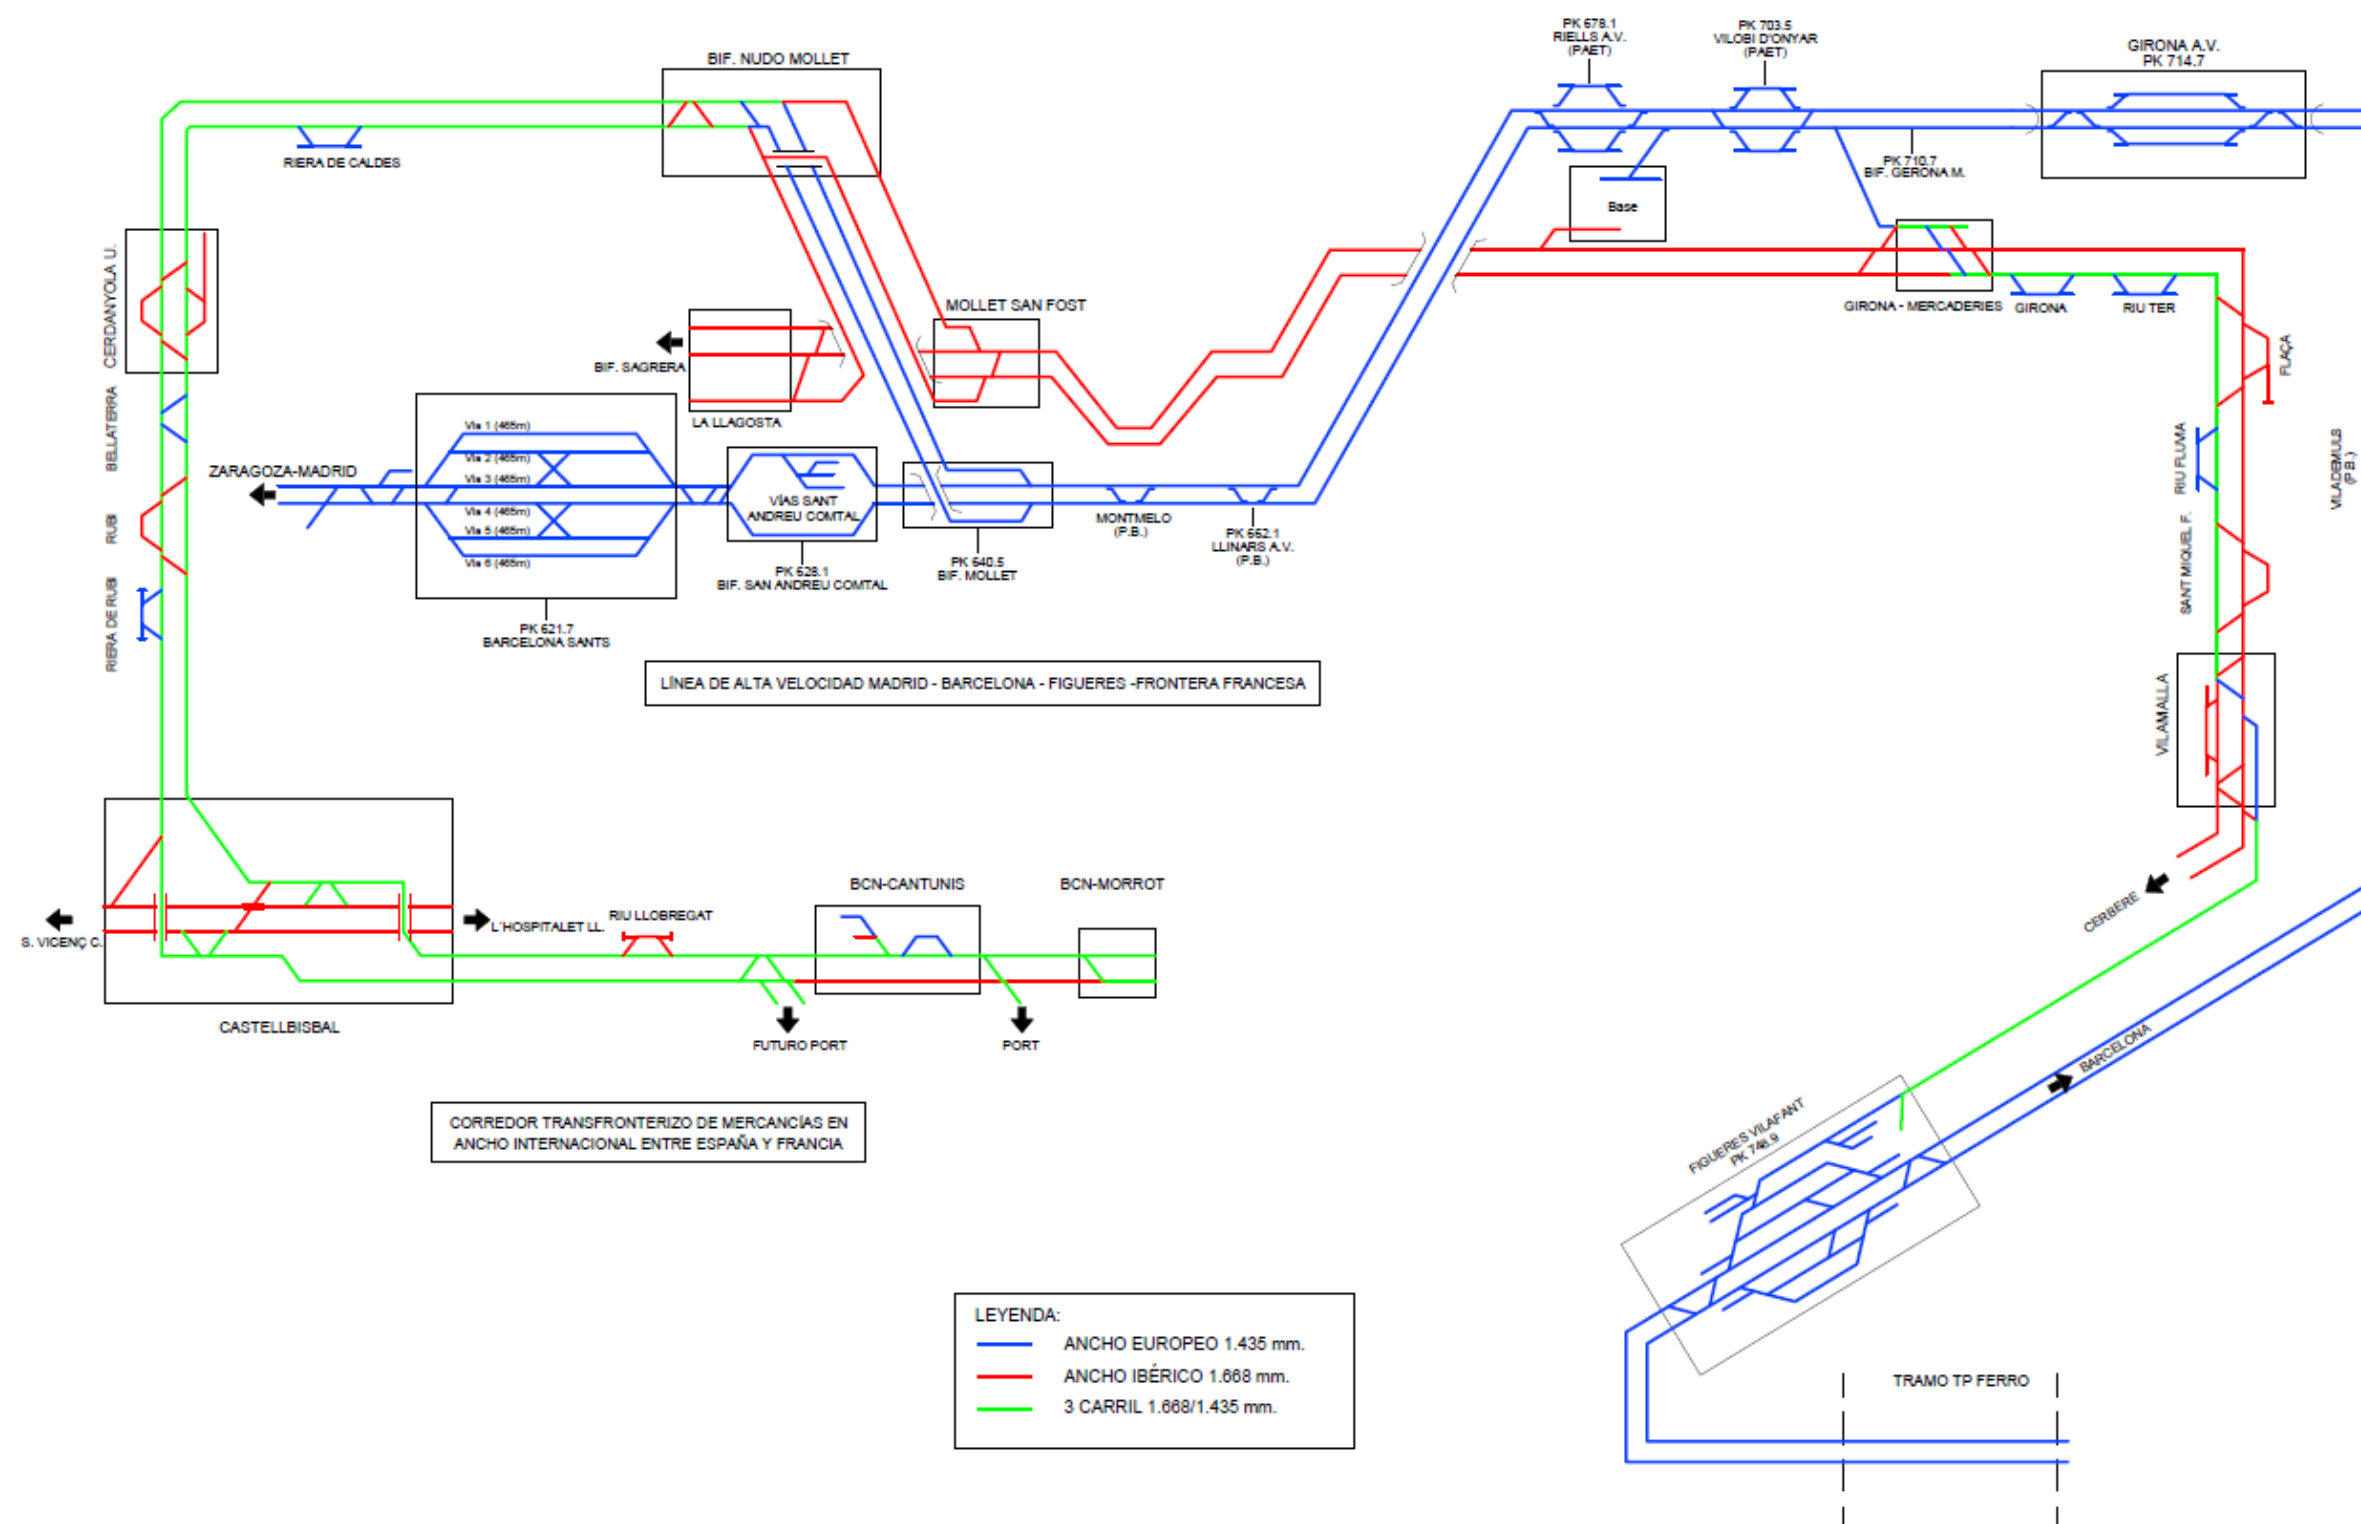 PK 678.1
RIELLS A.V.
(PAET)
PK 703.5
VILOBI D'ONYAR
(PAET)
GIRONA A.V.
PK 714.7
BIF. NUDO MOLLET
RIERA DE CALDES
PK 710.7
BIF. GERONA M.
Base
CERDANYOLA U.
MOLLET SAN FOST
GIRONA - MERCADERIES
GIRONA
RIU TER
BIF. SAGRERA
LA LLAGOSTA
FLAÇA
BELLATERRA
ZARAGOZA-MADRID
Vía 1 (465m)
Vía 2 (465m)
Vía 3 (465m)
Vía 4 (465m)
Vía 5 (465m)
Vía 6 (465m)
VÍAS SANT
ANDREU COMTAL
MONTMELO
(P.B.)
PK 662.1
LLINARS A.V.
(P.B.)
RIU FLUVIA
VILADEMULS
(P.B.)
RUBI
PK 628.1
BIF. SAN ANDREU COMTAL
PK 640.5
BIF. MOLLET
SANT MIQUEL F.
RIERA DE RUBI
PK 621.7
BARCELONA SANTS
LÍNEA DE ALTA VELOCIDAD MADRID - BARCELONA - FIGUERES -FRONTERA FRANCESA
VILAMALLA
S. VICENÇ C.
L'HOSPITALET LL.
RIU LLOBREGAT
BCN-CANTUNIS
BCN-MORROT
CERBERE
CASTELLBISBAL
FUTURO PORT
PORT
BARCELONA
CORREDOR TRANSFRONTERIZO DE MERCANCÍAS EN
ANCHO INTERNACIONAL ENTRE ESPAÑA Y FRANCIA
FIGUERES VILAFANT
PK 748.9
LEYENDA:
ANCHO EUROPEO 1.435 mm.
ANCHO IBÉRICO 1.668 mm.
3 CARRIL 1.668/1.435 mm.
TRAMO TP FERRO